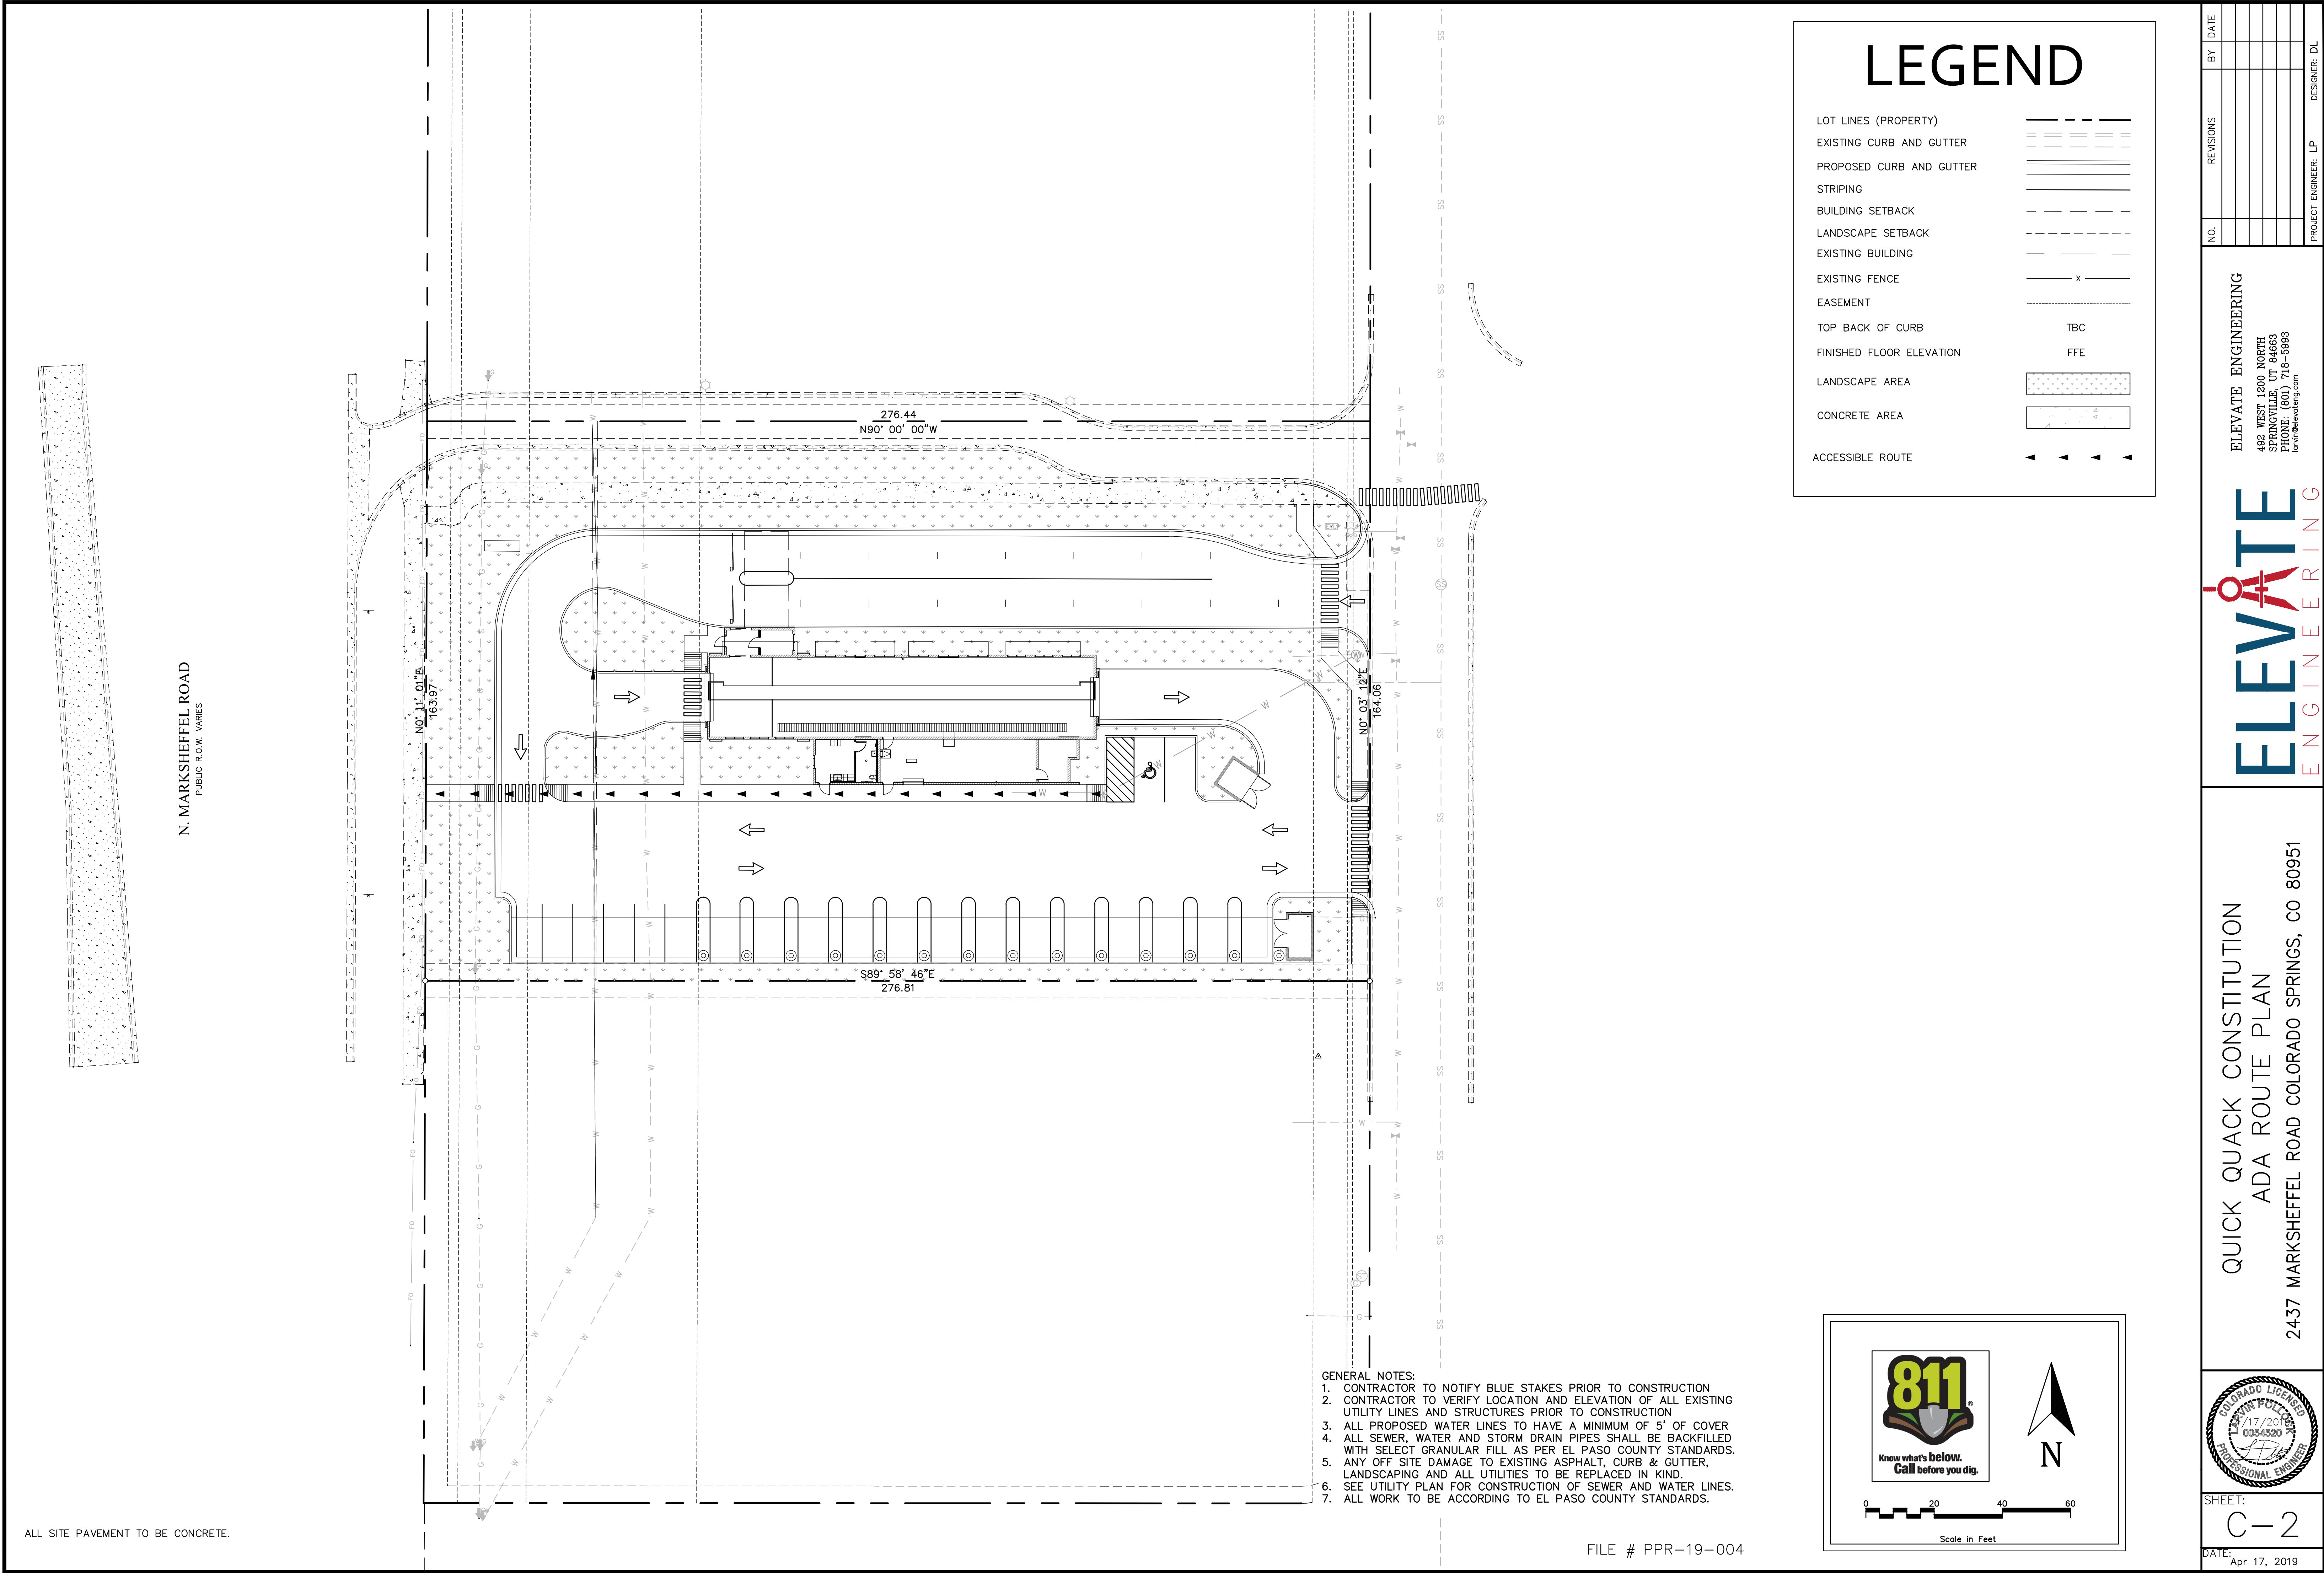 LEGEND
LOT LINES (PROPERTY)
EXISTING CURB AND GUTTER
PROPOSED CURB AND GUTTER
STRIPING
BUILDING SETBACK
LANDSCAPE SETBACK
EXISTING BUILDING
EXISTING FENCE
X
EASEMENT
TOP BACK OF CURB TBC
FINISHED FLOOR ELEVATION FFE
LANDSCAPE AREA
CONCRETE AREA
ACCESSIBLE ROUTE
276.44
N90° 00' 00"W
N0° 11' 01"E
163.97
N0° 03' 12"E
164.06
S89° 58' 46"E
276.81
N. MARKSHEFFEL ROAD
PUBLIC R.O.W. VARIES
GENERAL NOTES:
1. CONTRACTOR TO NOTIFY BLUE STAKES PRIOR TO CONSTRUCTION
2. CONTRACTOR TO VERIFY LOCATION AND ELEVATION OF ALL EXISTING
UTILITY LINES AND STRUCTURES PRIOR TO CONSTRUCTION
3. ALL PROPOSED WATER LINES TO HAVE A MINIMUM OF 5' OF COVER
4. ALL SEWER, WATER AND STORM DRAIN PIPES SHALL BE BACKFILLED
WITH SELECT GRANULAR FILL AS PER EL PASO COUNTY STANDARDS.
5. ANY OFF SITE DAMAGE TO EXISTING ASPHALT, CURB & GUTTER,
LANDSCAPING AND ALL UTILITIES TO BE REPLACED IN KIND.
6. SEE UTILITY PLAN FOR CONSTRUCTION OF SEWER AND WATER LINES.
7. ALL WORK TO BE ACCORDING TO EL PASO COUNTY STANDARDS.
ALL SITE PAVEMENT TO BE CONCRETE.
FILE # PPR-19-004
811
Know what's below.
Call before you dig.
N
0 20 40 60
Scale in Feet
NO. REVISIONS BY DATE
PROJECT ENGINEER: LP DESIGNER: DL
ELEVATE ENGINEERING
492 WEST 1200 NORTH
SPRINGVILLE, UT 84663
PHONE: (801) 718-5993
larvin@elevateng.com
ELEVATE
ENGINEERING
QUICK QUACK CONSTITUTION
ADA ROUTE PLAN
2437 MARKSHEFFEL ROAD COLORADO SPRINGS, CO 80951
COLORADO LICENSED
LARVIN POLLOCK
0054520
PROFESSIONAL ENGINEER
SHEET:
C-2
DATE:
Apr 17, 2019